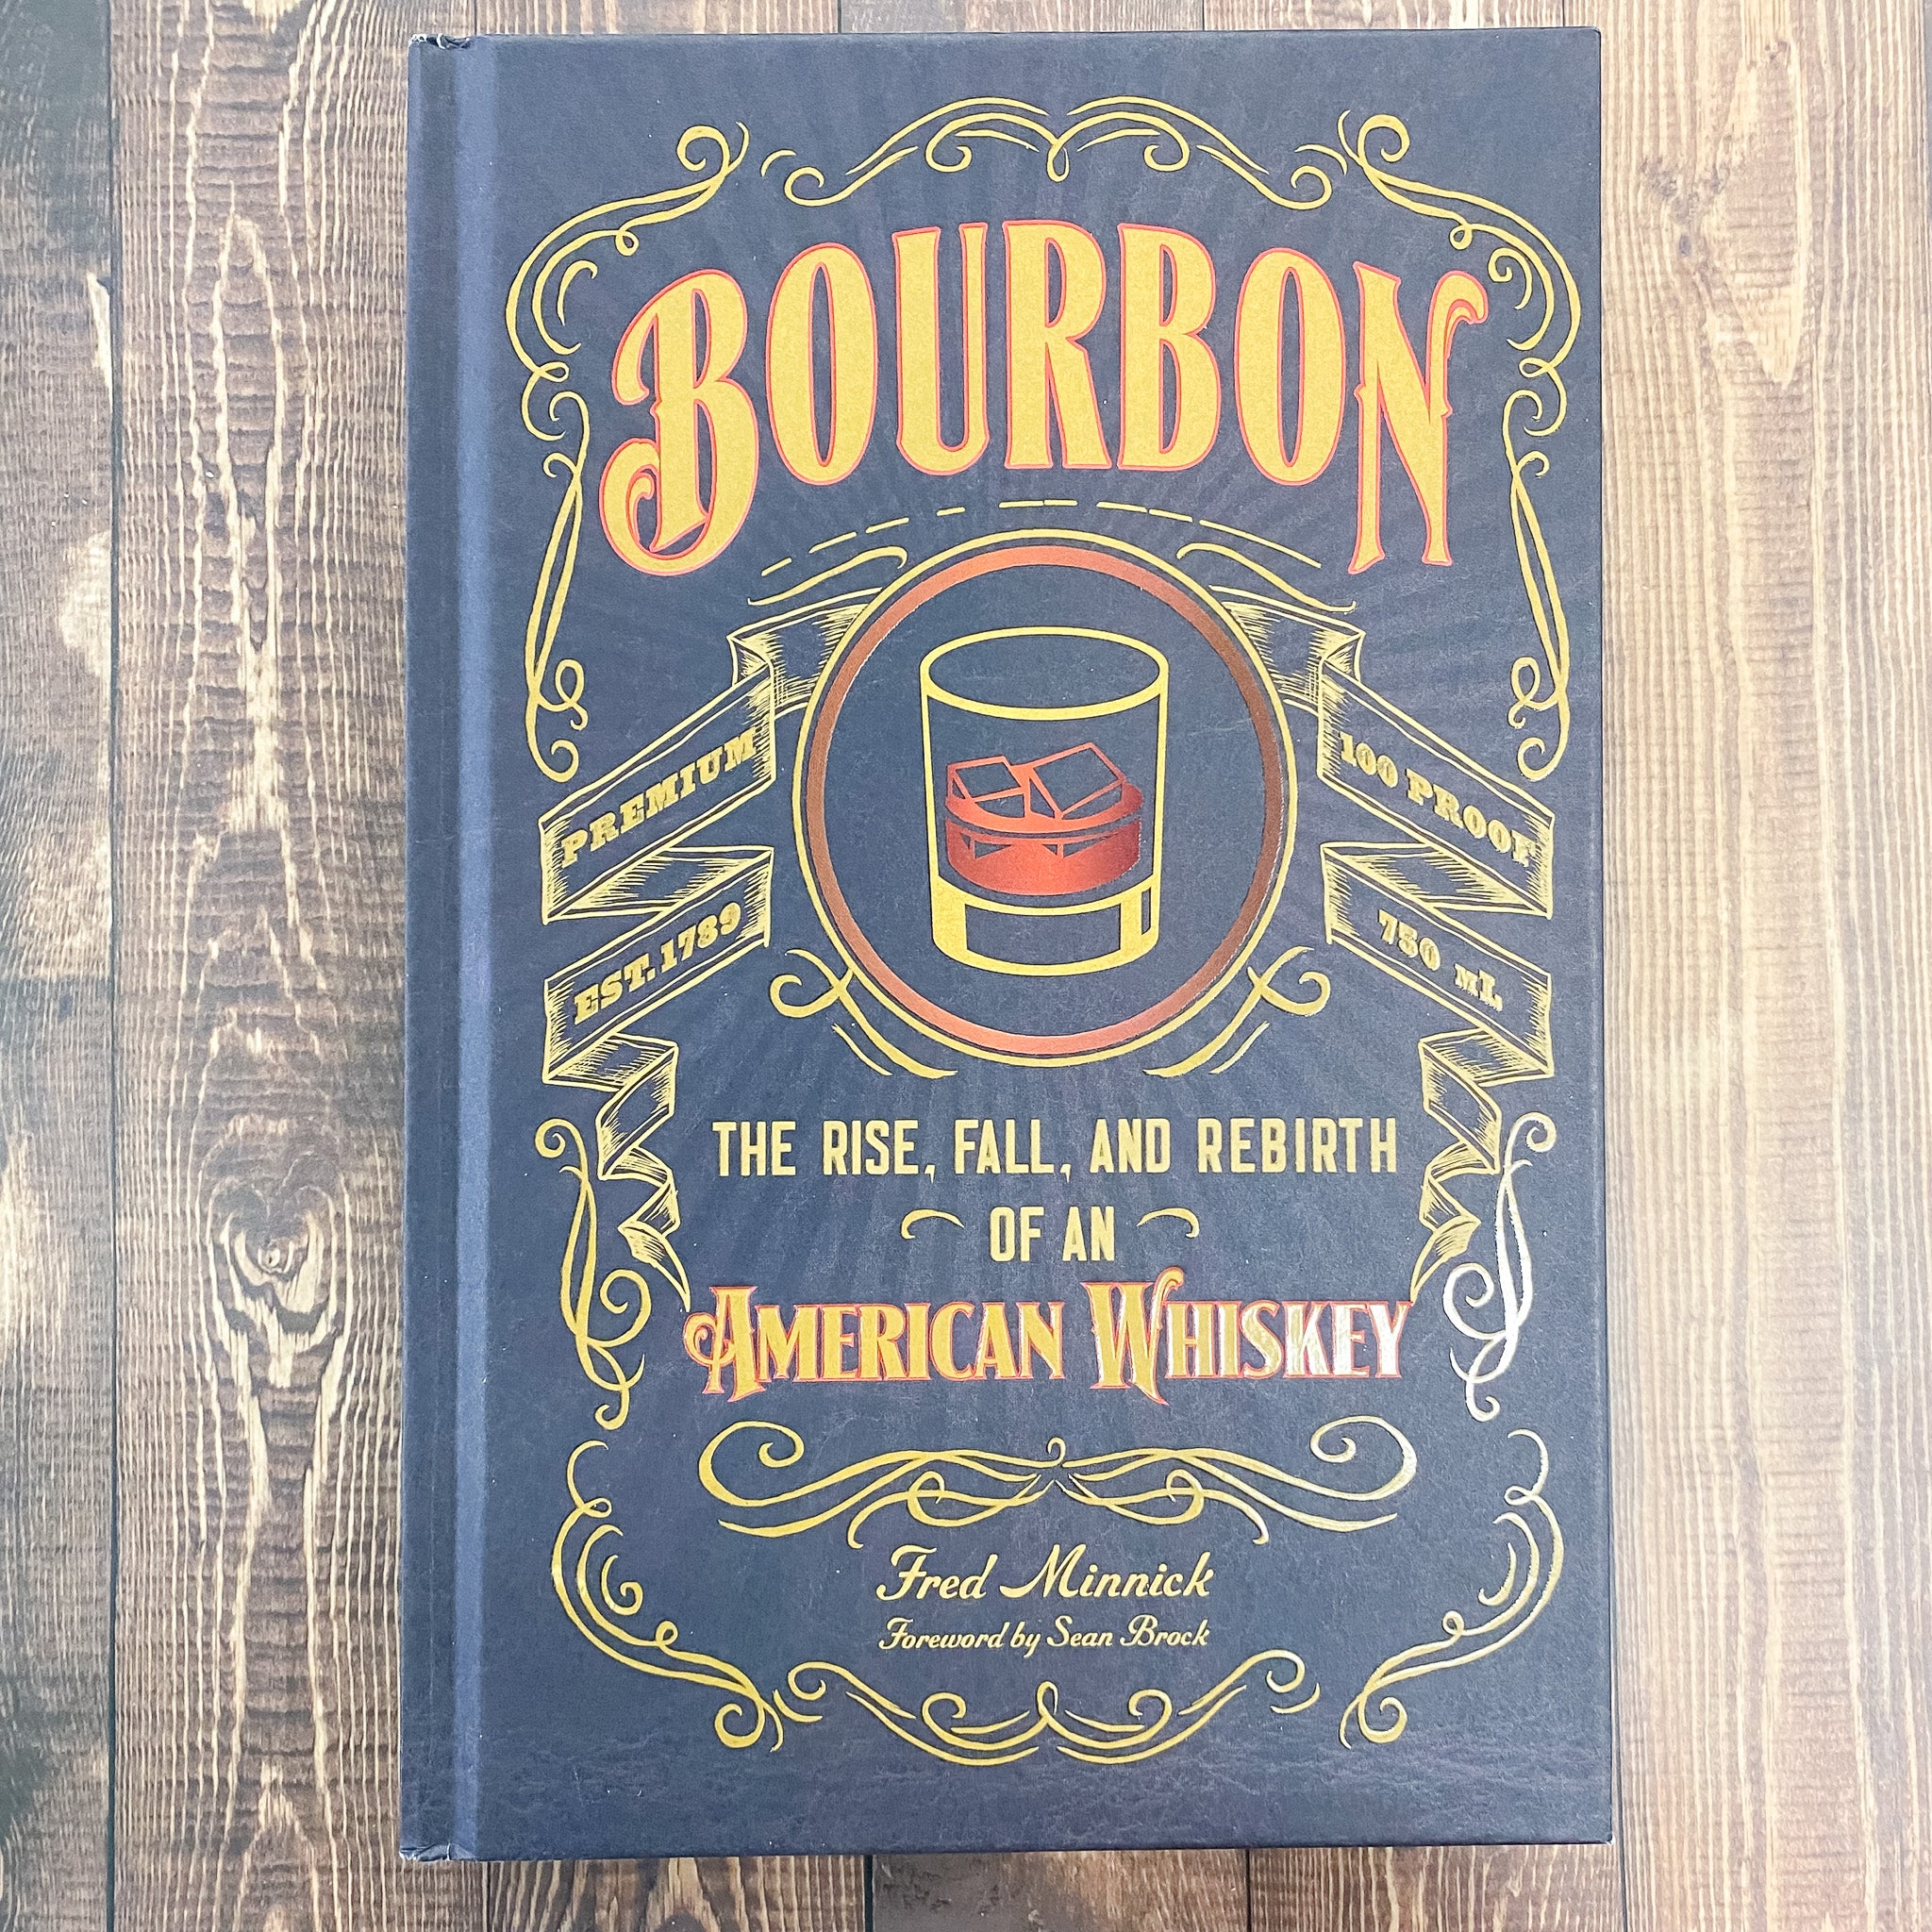 BOURBON
PREMIUM
EST. 1789
100 PROOF
750 mL
THE RISE, FALL, AND REBIRTH
OF AN
AMERICAN WHISKEY
Fred Minnick
Foreword by Sean Brock